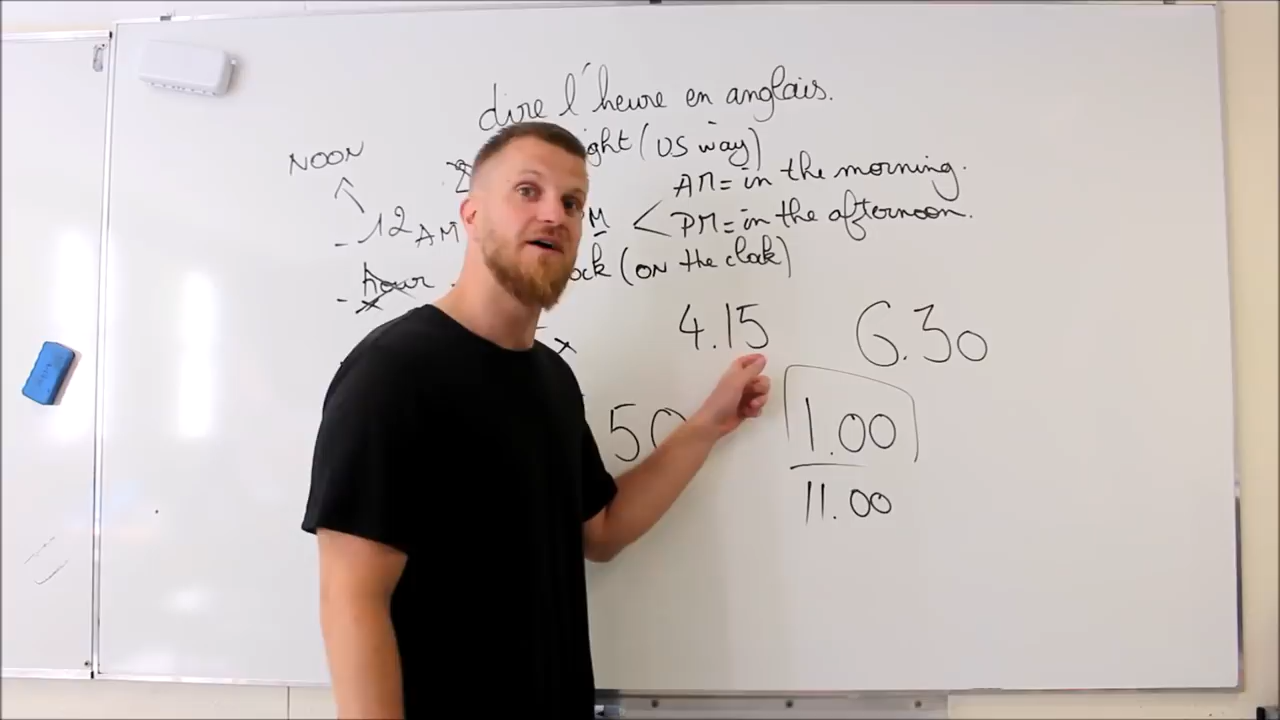 dire l'heure en anglais.
NOON
ght (US way)
AM = in the morning.
- 12 AM
M < PM = in the afternoon.
- hour
ock (on the clock)
4.15
6.30
50
1.00
11.00